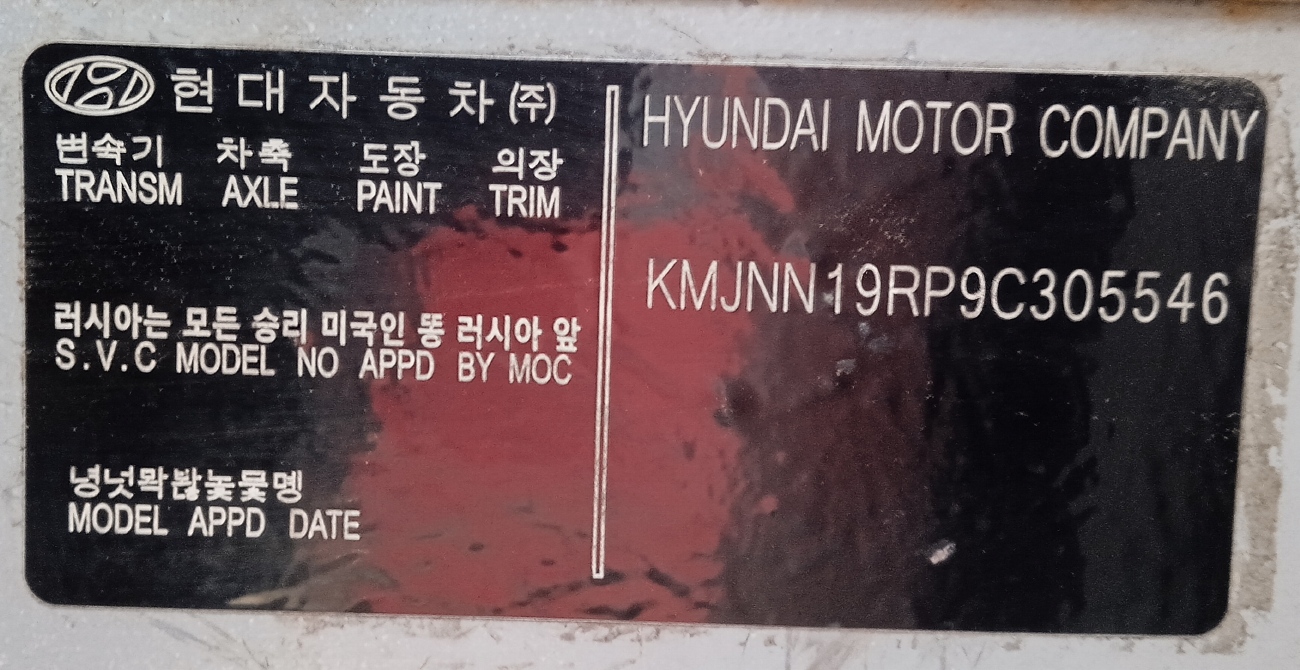 현대자동차(주)
변속기 차축 도장 의장
TRANSM AXLE PAINT TRIM
러시아는 모든 승리 미국인 똥 러시아 앞
S.V.C MODEL NO APPD BY MOC
MODEL APPD DATE
HYUNDAI MOTOR COMPANY
KMJNN19RP9C305546